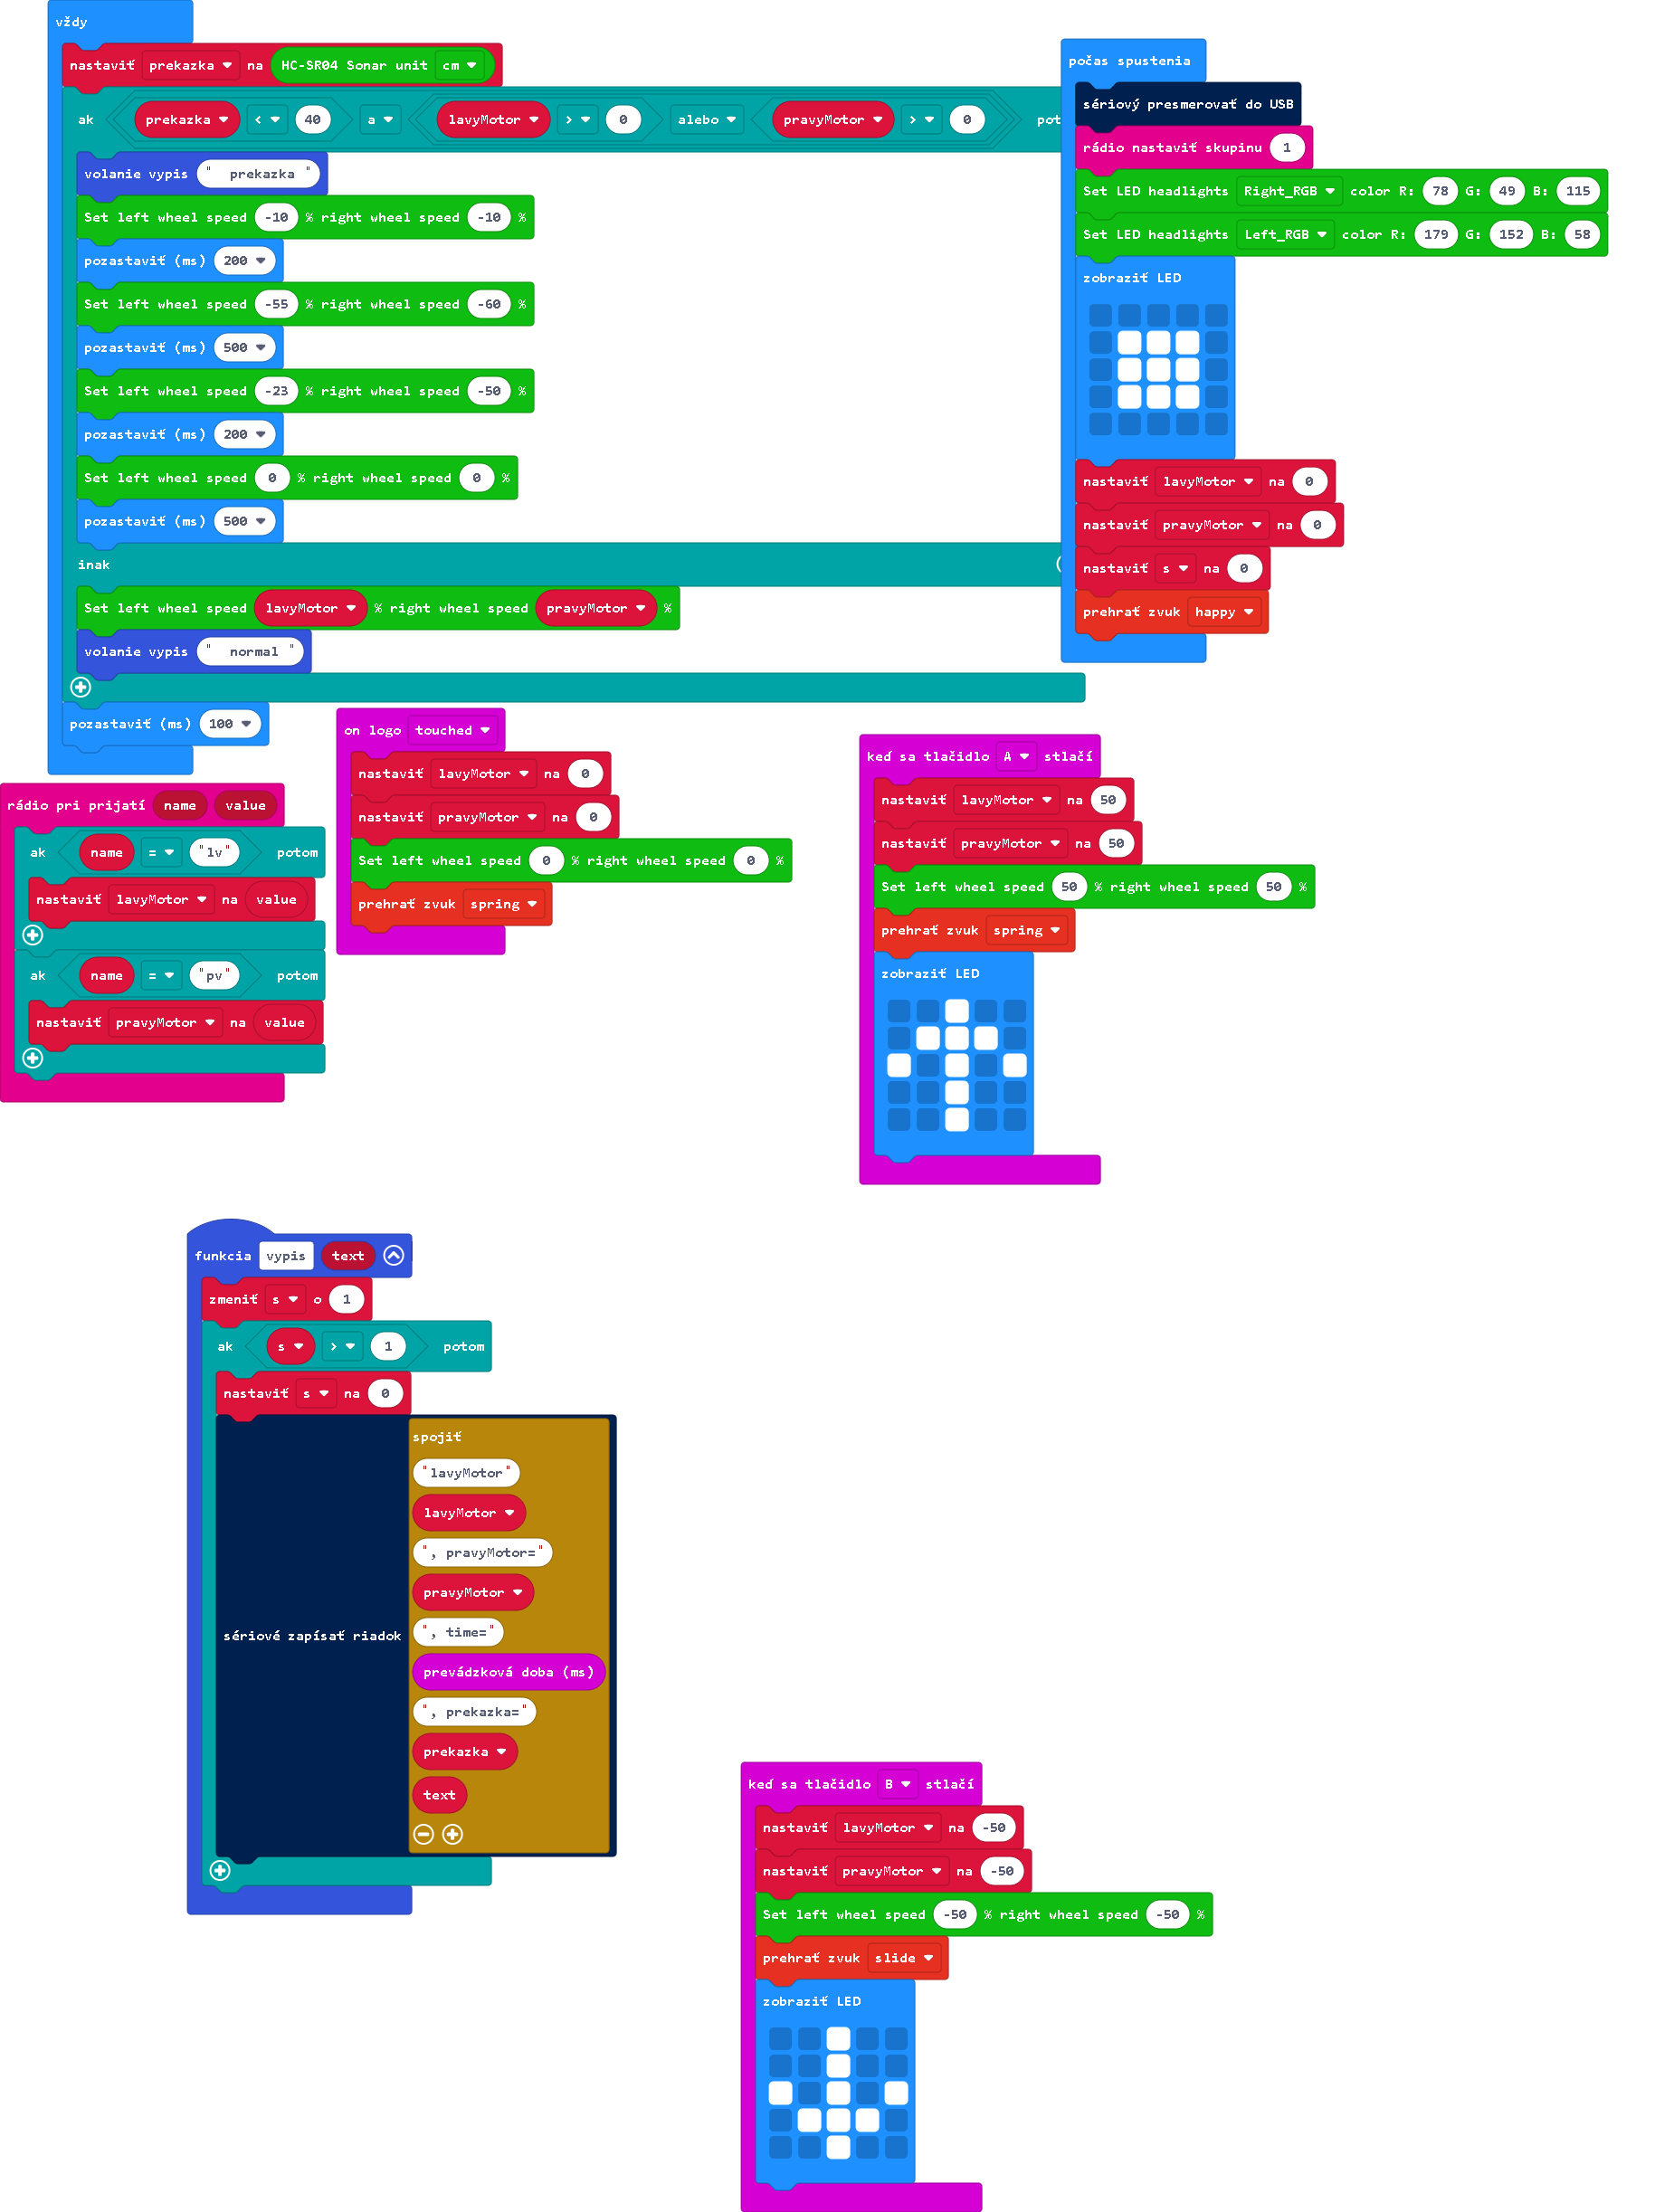 vždy
nastaviť prekazka na HC-SR04 Sonar unit cm
ak prekazka < 40 a lavyMotor > 0 alebo pravyMotor > 0 pot
volanie vypis " prekazka "
Set left wheel speed -10 % right wheel speed -10 %
pozastaviť (ms) 200
Set left wheel speed -55 % right wheel speed -60 %
pozastaviť (ms) 500
Set left wheel speed -23 % right wheel speed -50 %
pozastaviť (ms) 200
Set left wheel speed 0 % right wheel speed 0 %
pozastaviť (ms) 500
inak
Set left wheel speed lavyMotor % right wheel speed pravyMotor %
volanie vypis " normal "
pozastaviť (ms) 100
počas spustenia
sériový presmerovať do USB
rádio nastaviť skupinu 1
Set LED headlights Right_RGB color R: 78 G: 49 B: 115
Set LED headlights Left_RGB color R: 179 G: 152 B: 58
zobraziť LED
nastaviť lavyMotor na 0
nastaviť pravyMotor na 0
nastaviť s na 0
prehrať zvuk happy
rádio pri prijatí name value
ak name = "lv" potom
nastaviť lavyMotor na value
ak name = "pv" potom
nastaviť pravyMotor na value
on logo touched
nastaviť lavyMotor na 0
nastaviť pravyMotor na 0
Set left wheel speed 0 % right wheel speed 0 %
prehrať zvuk spring
keď sa tlačidlo A stlačí
nastaviť lavyMotor na 50
nastaviť pravyMotor na 50
Set left wheel speed 50 % right wheel speed 50 %
prehrať zvuk spring
zobraziť LED
funkcia vypis text
zmeniť s o 1
ak s > 1 potom
nastaviť s na 0
sériové zapísať riadok
spojiť
"lavyMotor"
lavyMotor
", pravyMotor="
pravyMotor
", time="
prevádzková doba (ms)
", prekazka="
prekazka
text
keď sa tlačidlo B stlačí
nastaviť lavyMotor na -50
nastaviť pravyMotor na -50
Set left wheel speed -50 % right wheel speed -50 %
prehrať zvuk slide
zobraziť LED